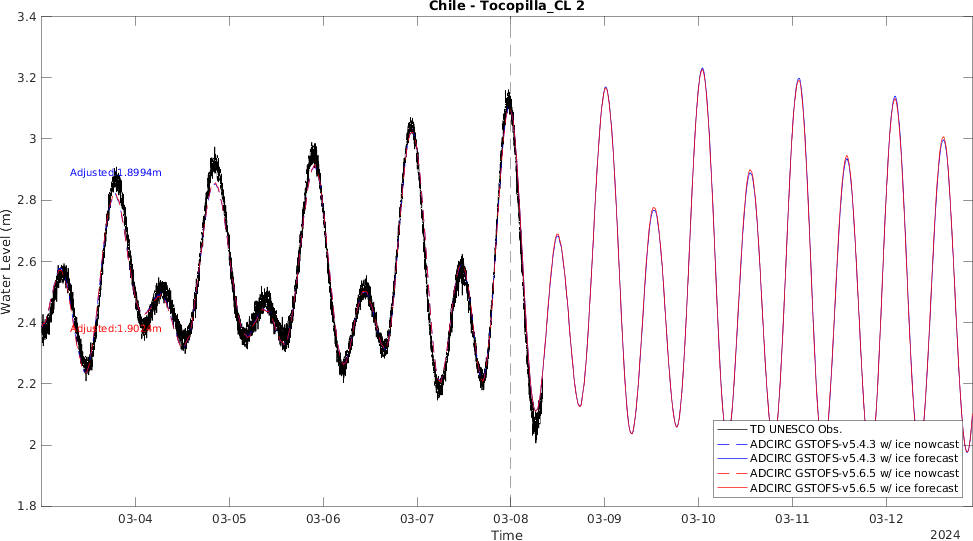 Chile - Tocopilla_CL 2
3.4
3.2
3
2.8
2.6
2.4
2.2
2
1.8
Water Level (m)
Adjusted:1.8994m
TD UNESCO Obs.
ADCIRC GSTOFS-v5.4.3 w/ ice nowcast
ADCIRC GSTOFS-v5.4.3 w/ ice forecast
ADCIRC GSTOFS-v5.6.5 w/ ice nowcast
ADCIRC GSTOFS-v5.6.5 w/ ice forecast
03-04
03-05
03-06
03-07
03-08
03-09
03-10
03-11
03-12
Time
2024